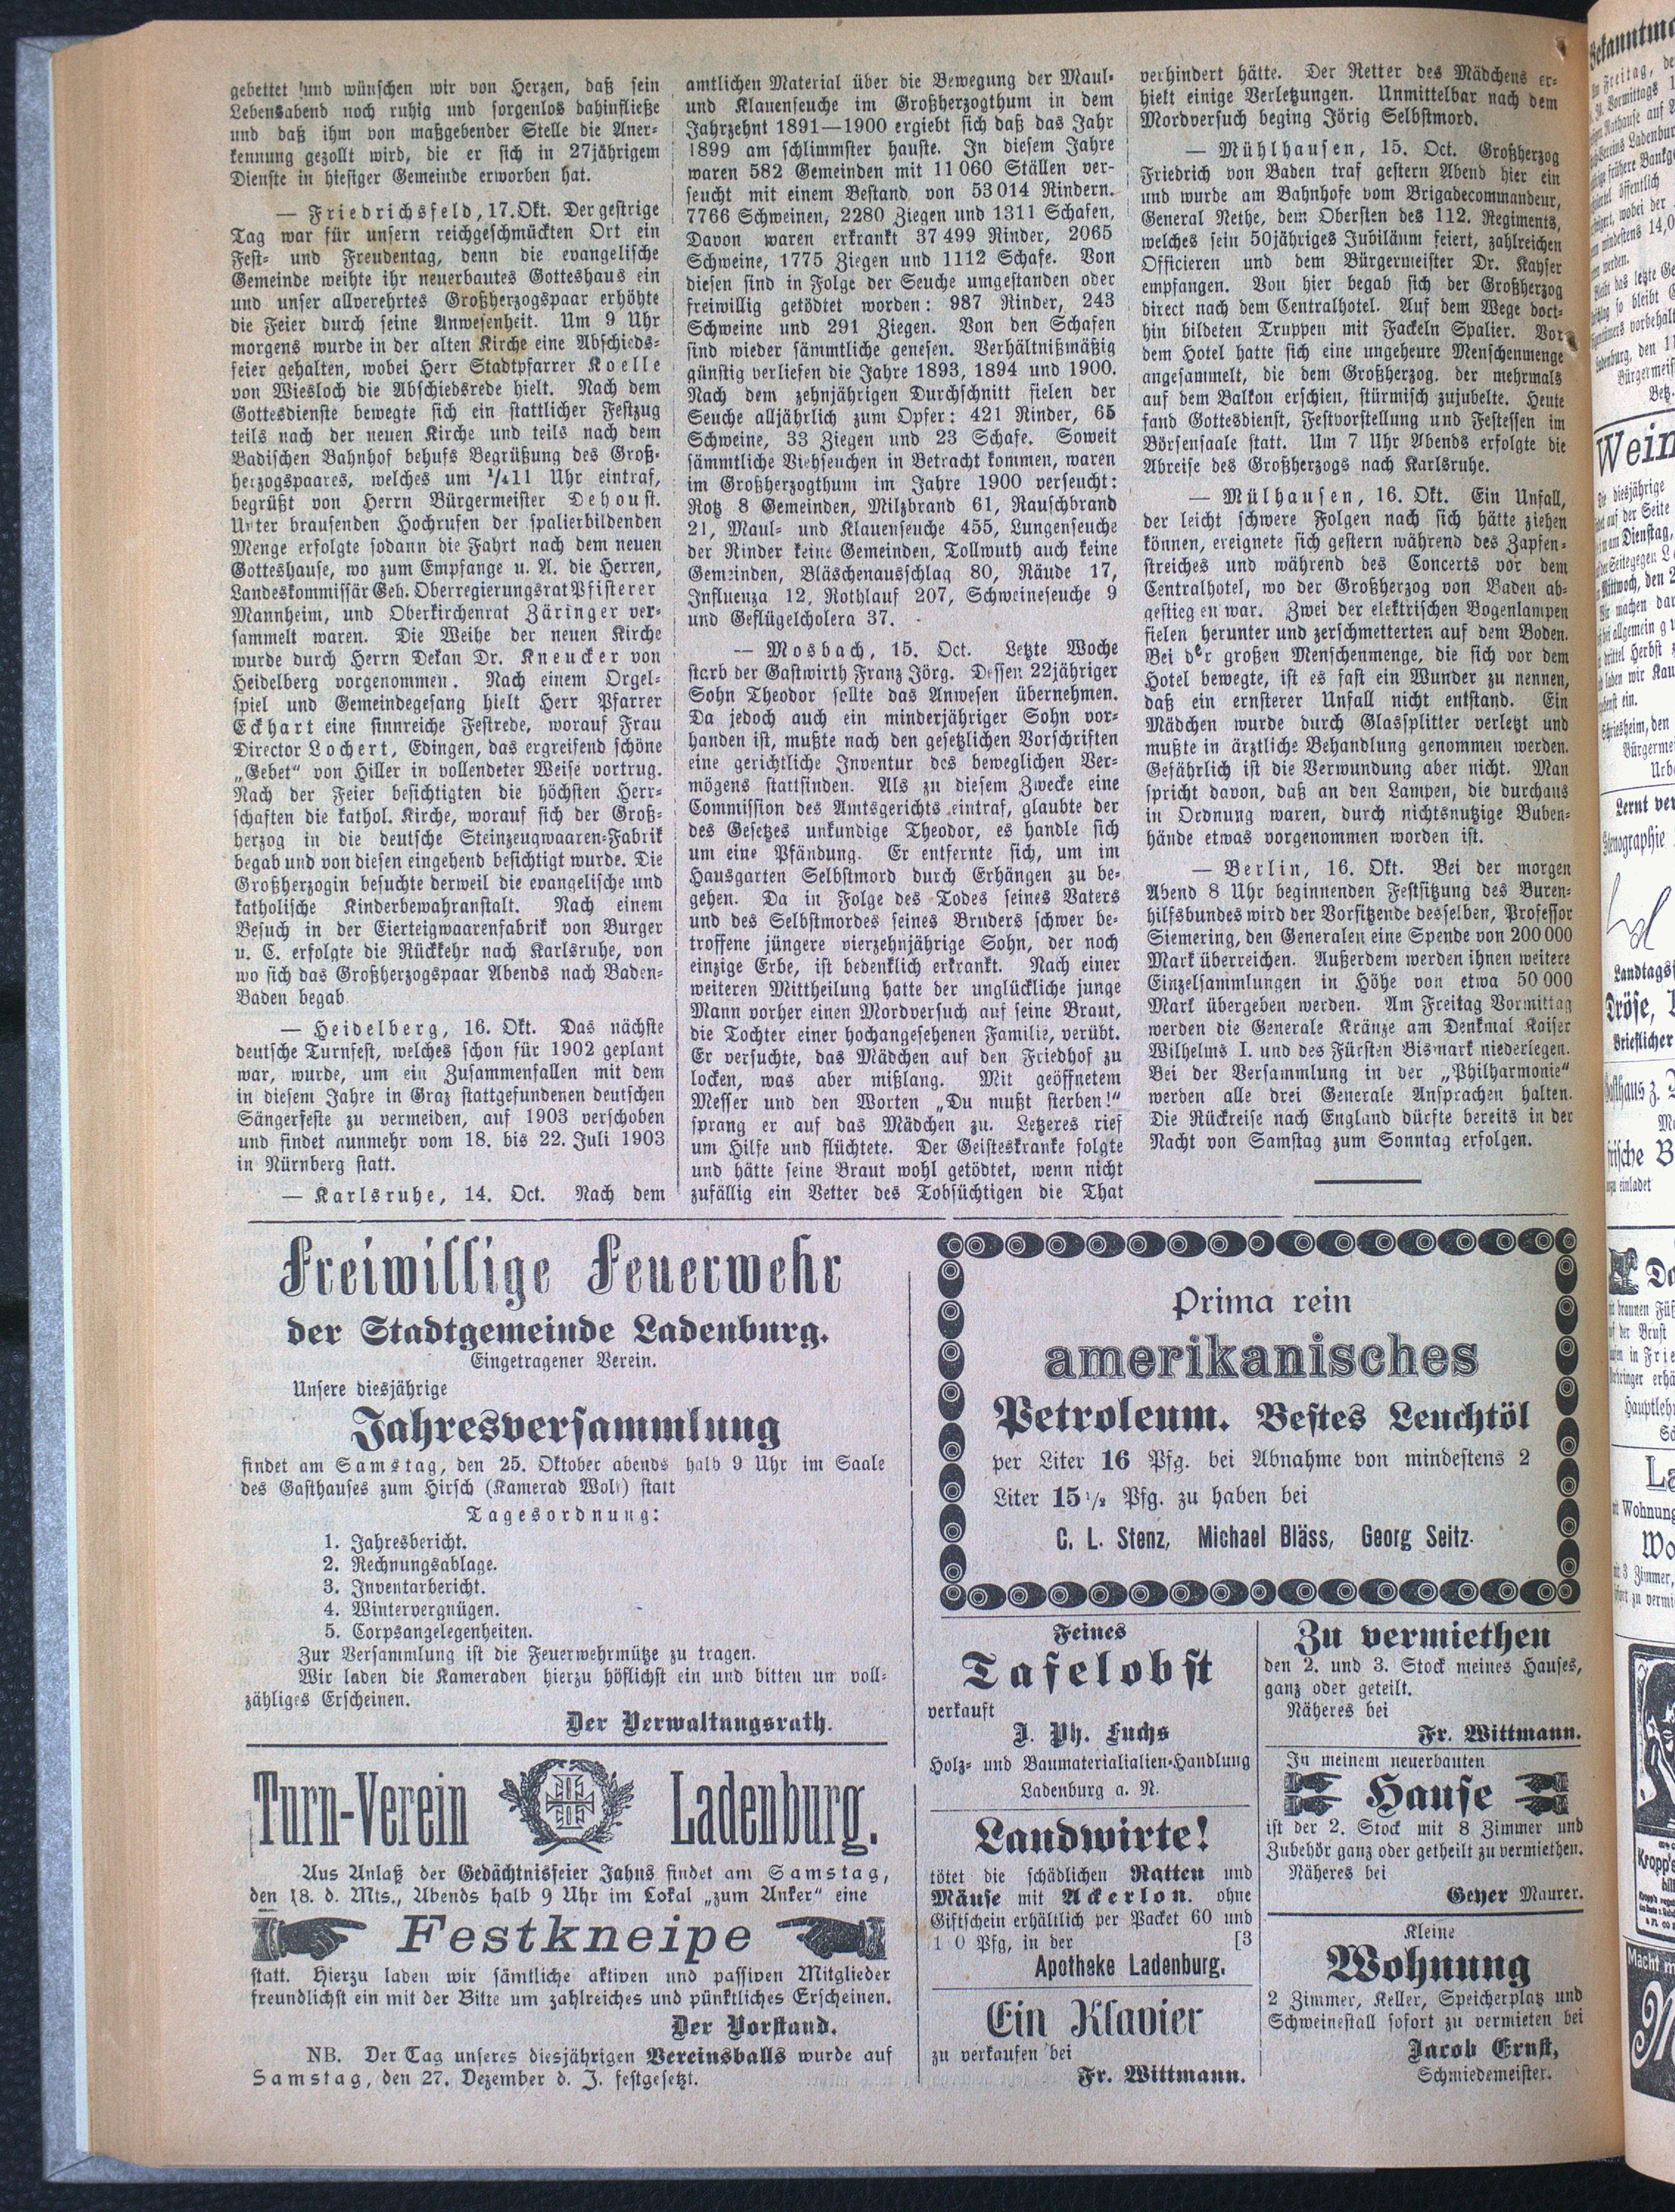 gebettet und wünschen wir von Herzen, daß sein
Lebensabend noch ruhig und sorgenlos dahinfließe
und daß ihm von maßgebender Stelle die Aner-
kennung gezollt wird, die er sich in 27jährigem
Dienste in hiesiger Gemeinde erworben hat.
— Friedrichsfeld, 17. Okt. Der gestrige
Tag war für unsern reichgeschmückten Ort ein
Fest- und Freudentag, denn die evangelische
Gemeinde weihte ihr neuerbautes Gotteshaus ein
und unser allverehrtes Großherzogspaar erhöhte
die Feier durch seine Anwesenheit. Um 9 Uhr
morgens wurde in der alten Kirche eine Abschieds-
feier gehalten, wobei Herr Stadtpfarrer Koelle
von Wiesloch die Abschiedsrede hielt. Nach dem
Gottesdienste bewegte sich ein stattlicher Festzug
teils nach der neuen Kirche und teils nach dem
Badischen Bahnhof behufs Begrüßung des Groß-
herzogspaares, welches um 1/4 11 Uhr eintraf,
begrüßt von Herrn Bürgermeister Dehoust.
Unter brausenden Hochrufen der spalierbildenden
Menge erfolgte sodann die Fahrt nach dem neuen
Gotteshause, wo zum Empfange u. A. die Herren,
Landeskommissär Geh. Oberregierungsrat Pfisterer
Mannheim, und Oberkirchenrat Zäringer ver-
sammelt waren. Die Weihe der neuen Kirche
wurde durch Herrn Dekan Dr. Kneucker von
Heidelberg vorgenommen. Nach einem Orgel-
spiel und Gemeindegesang hielt Herr Pfarrer
Eckhart eine sinnreiche Festrede, worauf Frau
Director Lochert, Edingen, das ergreifend schöne
„Gebet“ von Hiller in vollendeter Weise vortrug.
Nach der Feier besichtigten die höchsten Herr-
schaften die kathol. Kirche, worauf sich der Groß-
herzog in die deutsche Steinzeugwaaren-Fabrik
begab und von diesen eingehend besichtigt wurde. Die
Großherzogin besuchte derweil die evangelische und
katholische Kinderbewahranstalt. Nach einem
Besuch in der Eierteigwaarenfabrik von Burger
u. C. erfolgte die Rückkehr nach Karlsruhe, von
wo sich das Großherzogspaar Abends nach Baden-
Baden begab
— Heidelberg, 16. Okt. Das nächste
deutsche Turnfest, welches schon für 1902 geplant
war, wurde, um ein Zusammenfallen mit dem
in diesem Jahre in Graz stattgefundenen deutschen
Sängerfeste zu vermeiden, auf 1903 verschoben
und findet nunmehr vom 18. bis 22. Juli 1903
in Nürnberg statt.
— Karlsruhe, 14. Oct. Nach dem
amtlichen Material über die Bewegung der Maul-
und Klauenseuche im Großherzogthum in dem
Jahrzehnt 1891—1900 ergiebt sich daß das Jahr
1899 am schlimmster hauste. In diesem Jahre
waren 582 Gemeinden mit 11 060 Ställen ver-
seucht mit einem Bestand von 53 014 Rindern.
7766 Schweinen, 2280 Ziegen und 1311 Schafen,
Davon waren erkrankt 37 499 Rinder, 2065
Schweine, 1775 Ziegen und 1112 Schafe. Von
diesen sind in Folge der Seuche umgestanden oder
freiwillig getödtet worden: 987 Rinder, 243
Schweine und 291 Ziegen. Von den Schafen
sind wieder sämmtliche genesen. Verhältnißmäßig
günstig verliefen die Jahre 1893, 1894 und 1900.
Nach dem zehnjährigen Durchschnitt fielen der
Seuche alljährlich zum Opfer: 421 Rinder, 65
Schweine, 33 Ziegen und 23 Schafe. Soweit
sämmtliche Viehseuchen in Betracht kommen, waren
im Großherzogthum im Jahre 1900 verseucht:
Rotz 8 Gemeinden, Milzbrand 61, Rauschbrand
21, Maul- und Klauenseuche 455, Lungenseuche
der Rinder keine Gemeinden, Tollwuth auch keine
Gemeinden, Bläschenausschlag 80, Räude 17,
Influenza 12, Rothlauf 207, Schweineseuche 9
und Geflügelcholera 37.
— Mosbach, 15. Oct. Letzte Woche
starb der Gastwirth Franz Jörg. Dessen 22jähriger
Sohn Theodor sellte das Anwesen übernehmen.
Da jedoch auch ein minderjähriger Sohn vor-
handen ist, mußte nach den gesetzlichen Vorschriften
eine gerichtliche Inventur des beweglichen Ver-
mögens stattfinden. Als zu diesem Zwecke eine
Commission des Amtsgerichts eintraf, glaubte der
des Gesetzes unkundige Theodor, es handle sich
um eine Pfändung. Er entfernte sich, um im
Hausgarten Selbstmord durch Erhängen zu be-
gehen. Da in Folge des Todes seines Vaters
und des Selbstmordes seines Bruders schwer be-
troffene jüngere vierzehnjährige Sohn, der noch
einzige Erbe, ist bedenklich erkrankt. Nach einer
weiteren Mittheilung hatte der unglückliche junge
Mann vorher einen Mordversuch auf seine Braut,
die Tochter einer hochangesehenen Familie, verübt.
Er versuchte, das Mädchen auf den Friedhof zu
locken, was aber mißlang. Mit geöffnetem
Messer und den Worten „Du mußt sterben!“
sprang er auf das Mädchen zu. Letzeres rief
um Hilfe und flüchtete. Der Geisteskranke folgte
und hätte seine Braut wohl getödtet, wenn nicht
zufällig ein Vetter des Tobsüchtigen die That
verhindert hätte. Der Retter des Mädchens er-
hielt einige Verletzungen. Unmittelbar nach dem
Mordversuch beging Jörig Selbstmord.
— Mühlhausen, 15. Oct. Großherzog
Friedrich von Baden traf gestern Abend hier ein
und wurde am Bahnhofe vom Brigadecommandeur,
General Nethe, dem Obersten des 112. Regiments,
welches sein 50jähriges Jubiläum feiert, zahlreichen
Officieren und dem Bürgermeister Dr. Kayser
empfangen. Von hier begab sich der Großherzog
direct nach dem Centralhotel. Auf dem Wege doct-
hin bildeten Truppen mit Fackeln Spalier. Vor
dem Hotel hatte sich eine ungeheure Menschenmenge
angesammelt, die dem Großherzog. der mehrmals
auf dem Balkon erschien, stürmisch zujubelte. Heute
fand Gottesdienst, Festvorstellung und Festessen im
Börsensaale statt. Um 7 Uhr Abends erfolgte die
Abreise des Großherzogs nach Karlsruhe.
— Mülhausen, 16. Okt. Ein Unfall,
der leicht schwere Folgen nach sich hätte ziehen
können, ereignete sich gestern während des Zapfen-
streiches und während des Concerts vor dem
Centralhotel, wo der Großherzog von Baden ab-
gestieg en war. Zwei der elektrischen Bogenlampen
fielen herunter und zerschmetterten auf dem Boden.
Bei der großen Menschenmenge, die sich vor dem
Hotel bewegte, ist es fast ein Wunder zu nennen,
daß ein ernsterer Unfall nicht entstand. Ein
Mädchen wurde durch Glassplitter verletzt und
mußte in ärztliche Behandlung genommen werden.
Gefährlich ist die Verwundung aber nicht. Man
spricht davon, daß an den Lampen, die durchaus
in Ordnung waren, durch nichtsnutzige Buben-
hände etwas vorgenommen worden ist.
— Berlin, 16. Okt. Bei der morgen
Abend 8 Uhr beginnenden Festsitzung des Buren-
hilfsbundes wird der Vorsitzende desselben, Professor
Siemering, den Generalen eine Spende von 200 000
Mark überreichen. Außerdem werden ihnen weitere
Einzelsammlungen in Höhe von etwa 50 000
Mark übergeben werden. Am Freitag Vormittag
werden die Generale Kränze am Denkmal Kaiser
Wilhelms I. und des Fürsten Bismark niederlegen.
Bei der Versammlung in der „Philharmonie“
werden alle drei Generale Ansprachen halten.
Die Rückreise nach England dürfte bereits in der
Nacht von Samstag zum Sonntag erfolgen.
Freiwillige Feuerwehr
der Stadtgemeinde Ladenburg.
Eingetragener Verein.
Unsere diesjährige
Jahresversammlung
findet am Samstag, den 25. Oktober abends halb 9 Uhr im Saale
des Gasthauses zum Hirsch (Kamerad Wolf) statt
Tagesordnung:
1. Jahresbericht.
2. Rechnungsablage.
3. Inventarbericht.
4. Wintervergnügen.
5. Corpsangelegenheiten.
Zur Versammlung ist die Feuerwehrmütze zu tragen.
Wir laden die Kameraden hierzu höflichst ein und bitten um voll-
zähliges Erscheinen.
Der Verwaltungsrath.
Turn-Verein Ladenburg.
Aus Anlaß der Gedächtnisfeier Jahns findet am Samstag,
den 18. d. Mts., Abends halb 9 Uhr im Lokal „zum Anker“ eine
Festkneipe
statt. Hierzu laden wir sämtliche aktiven und passiven Mitglieder
freundlichst ein mit der Bitte um zahlreiches und pünktliches Erscheinen.
Der Vorstand.
NB. Der Tag unseres diesjährigen Vereinsballs wurde auf
Samstag, den 27. Dezember d. J. festgesetzt.
Prima rein
amerikanisches
Petroleum. Bestes Leuchtöl
per Liter 16 Pfg. bei Abnahme von mindestens 2
Liter 15 1/2 Pfg. zu haben bei
C. L. Stenz, Michael Bläss, Georg Seitz.
Feines
Tafelobst
verkauft
J. Ph. Fuchs
Holz- und Baumaterialialien-Handlung
Ladenburg a. N.
Landwirte!
tötet die schädlichen Ratten und
Mäuse mit Ackerlon. ohne
Giftschein erhältlich per Packet 60 und
1 0 Pfg, in der [3
Apotheke Ladenburg.
Ein Klavier
zu verkaufen bei
Fr. Wittmann.
Zu vermiethen
den 2. und 3. Stock meines Hauses,
ganz oder geteilt.
Näheres bei
Fr. Wittmann.
In meinem neuerbauten
Hause
ist der 2. Stock mit 8 Zimmer und
Zubehör ganz oder getheilt zu vermiethen.
Näheres bei
Geyer Maurer.
Kleine
Wohnung
2 Zimmer, Keller, Speicherplatz und
Schweinestall sofort zu vermieten bei
Jacob Ernst,
Schmiedemeister.